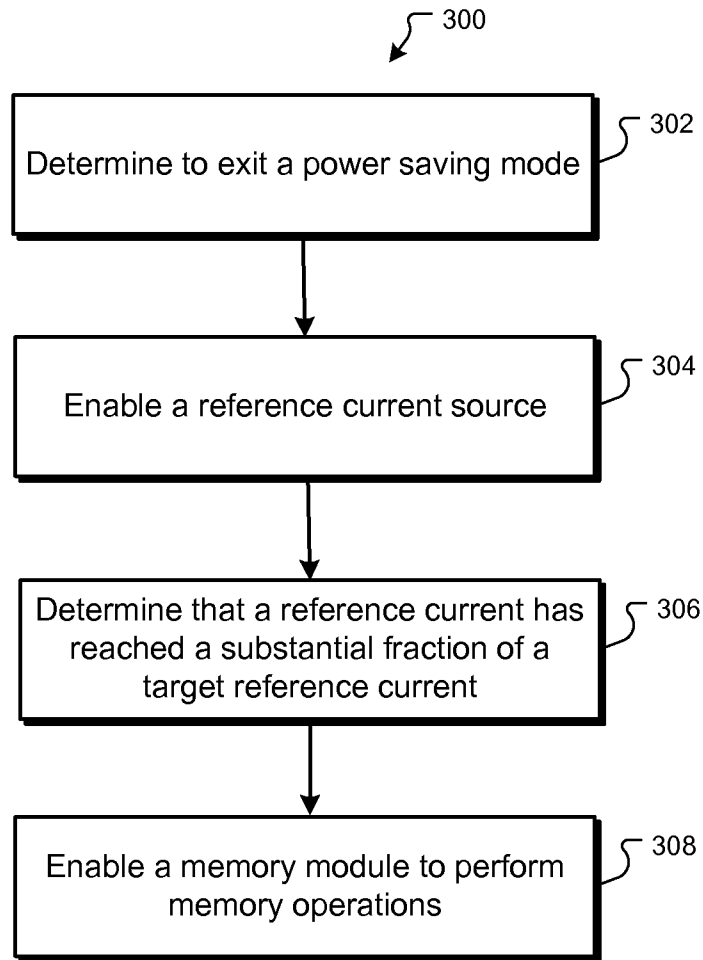 300
Determine to exit a power saving mode
302
Enable a reference current source
304
Determine that a reference current has
reached a substantial fraction of a
target reference current
306
Enable a memory module to perform
memory operations
308